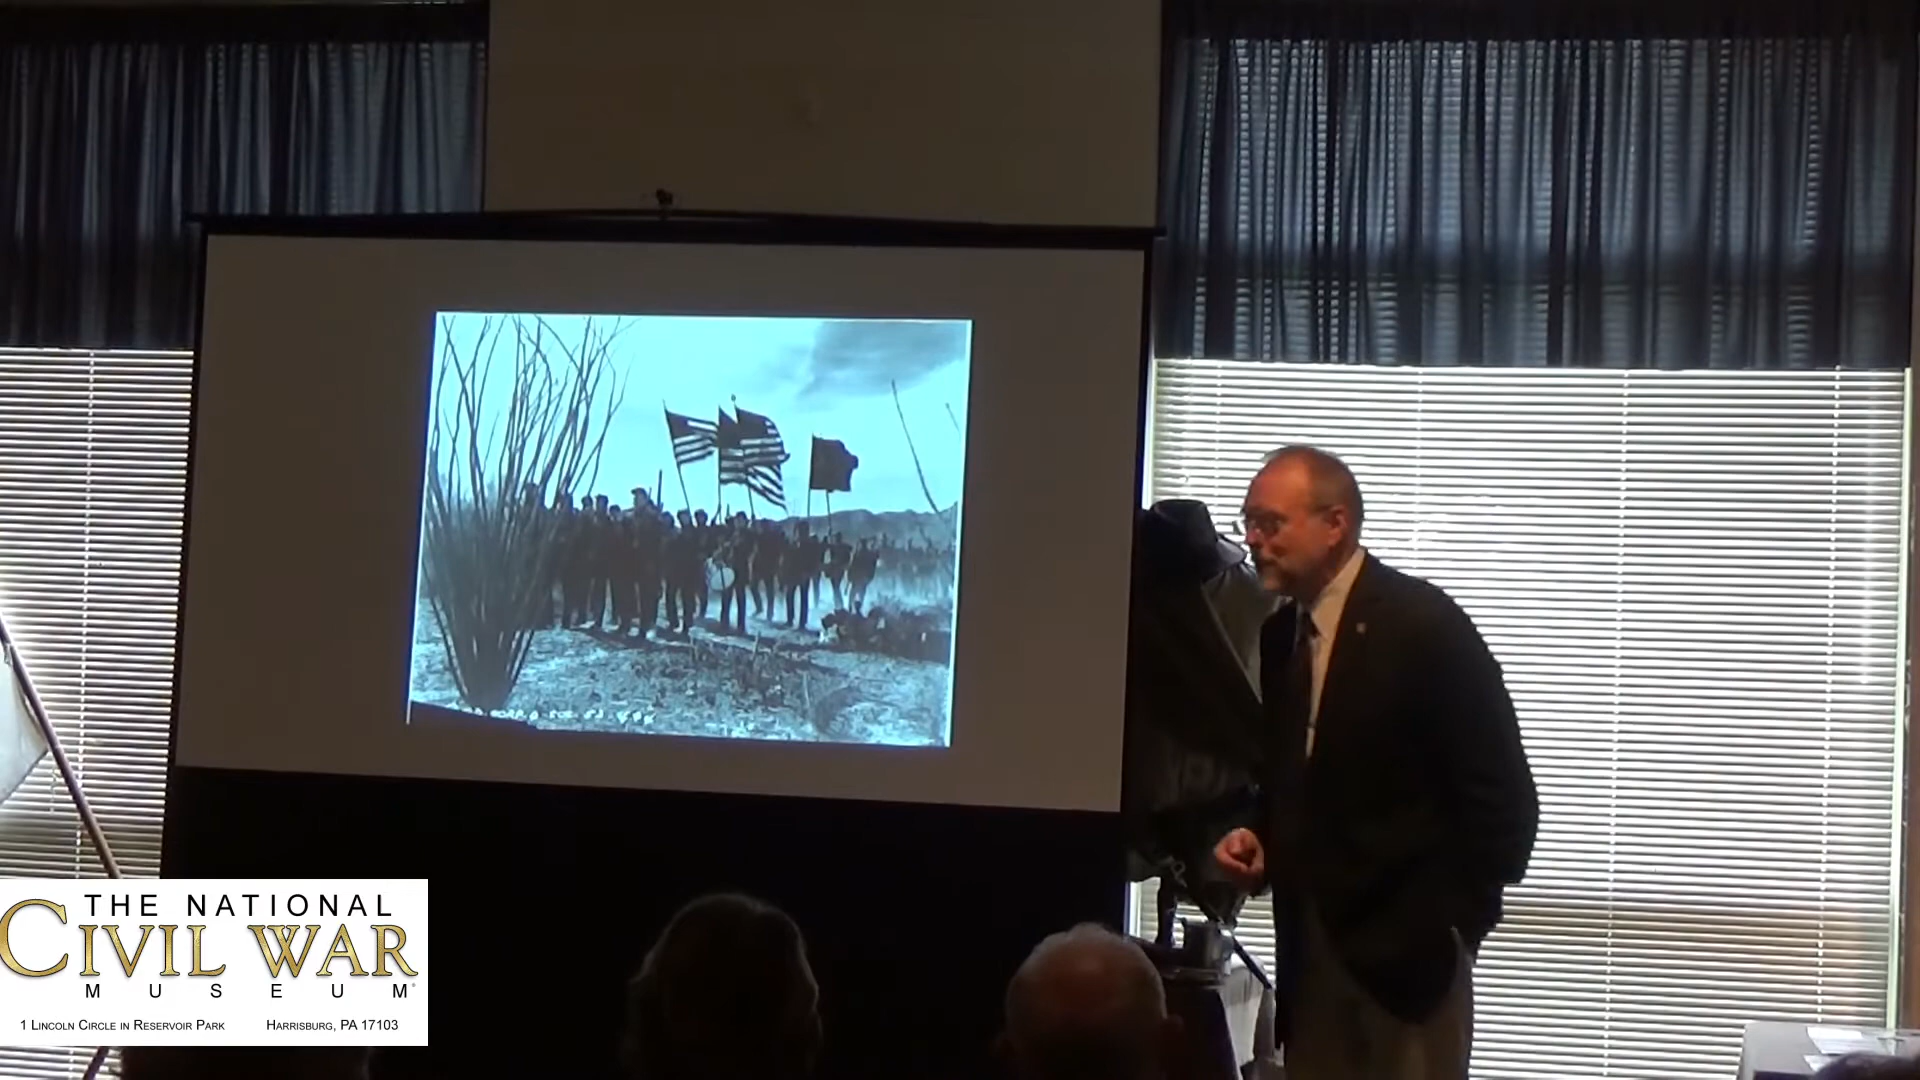 THE NATIONAL
CIVIL WAR
MUSEUM®
1 LINCOLN CIRCLE IN RESERVOIR PARK HARRISBURG, PA 17103